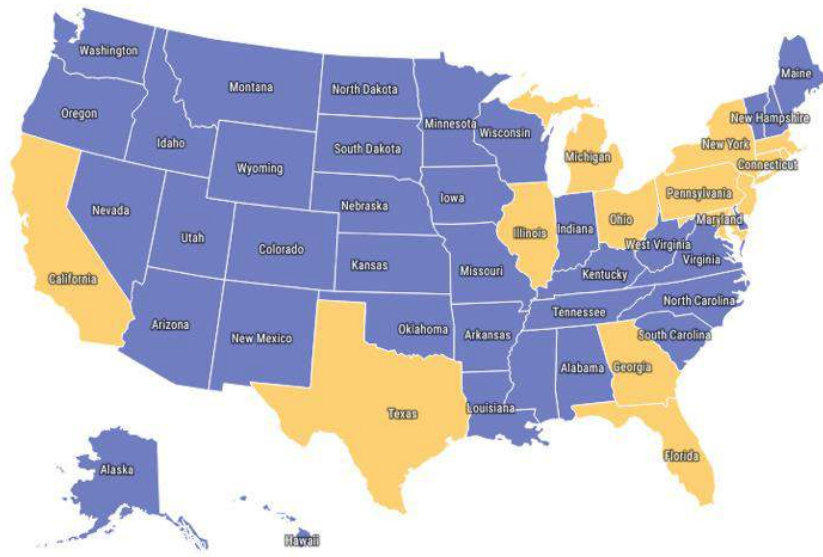 Washington
Maine
Montana
North Dakota
Oregon
Minnesota
New Hampshire
Wisconsin
Idaho
South Dakota
New York
Michigan
Connecticut
Wyoming
Pennsylvania
Nevada
Nebraska
Iowa
Maryland
Ohio
Illinois
Indiana
Utah
Colorado
West Virginia
Kansas
Missouri
Virginia
Kentucky
California
North Carolina
Tennessee
Arizona
New Mexico
Oklahoma
Arkansas
South Carolina
Alabama
Georgia
Louisiana
Texas
Florida
Alaska
Hawaii